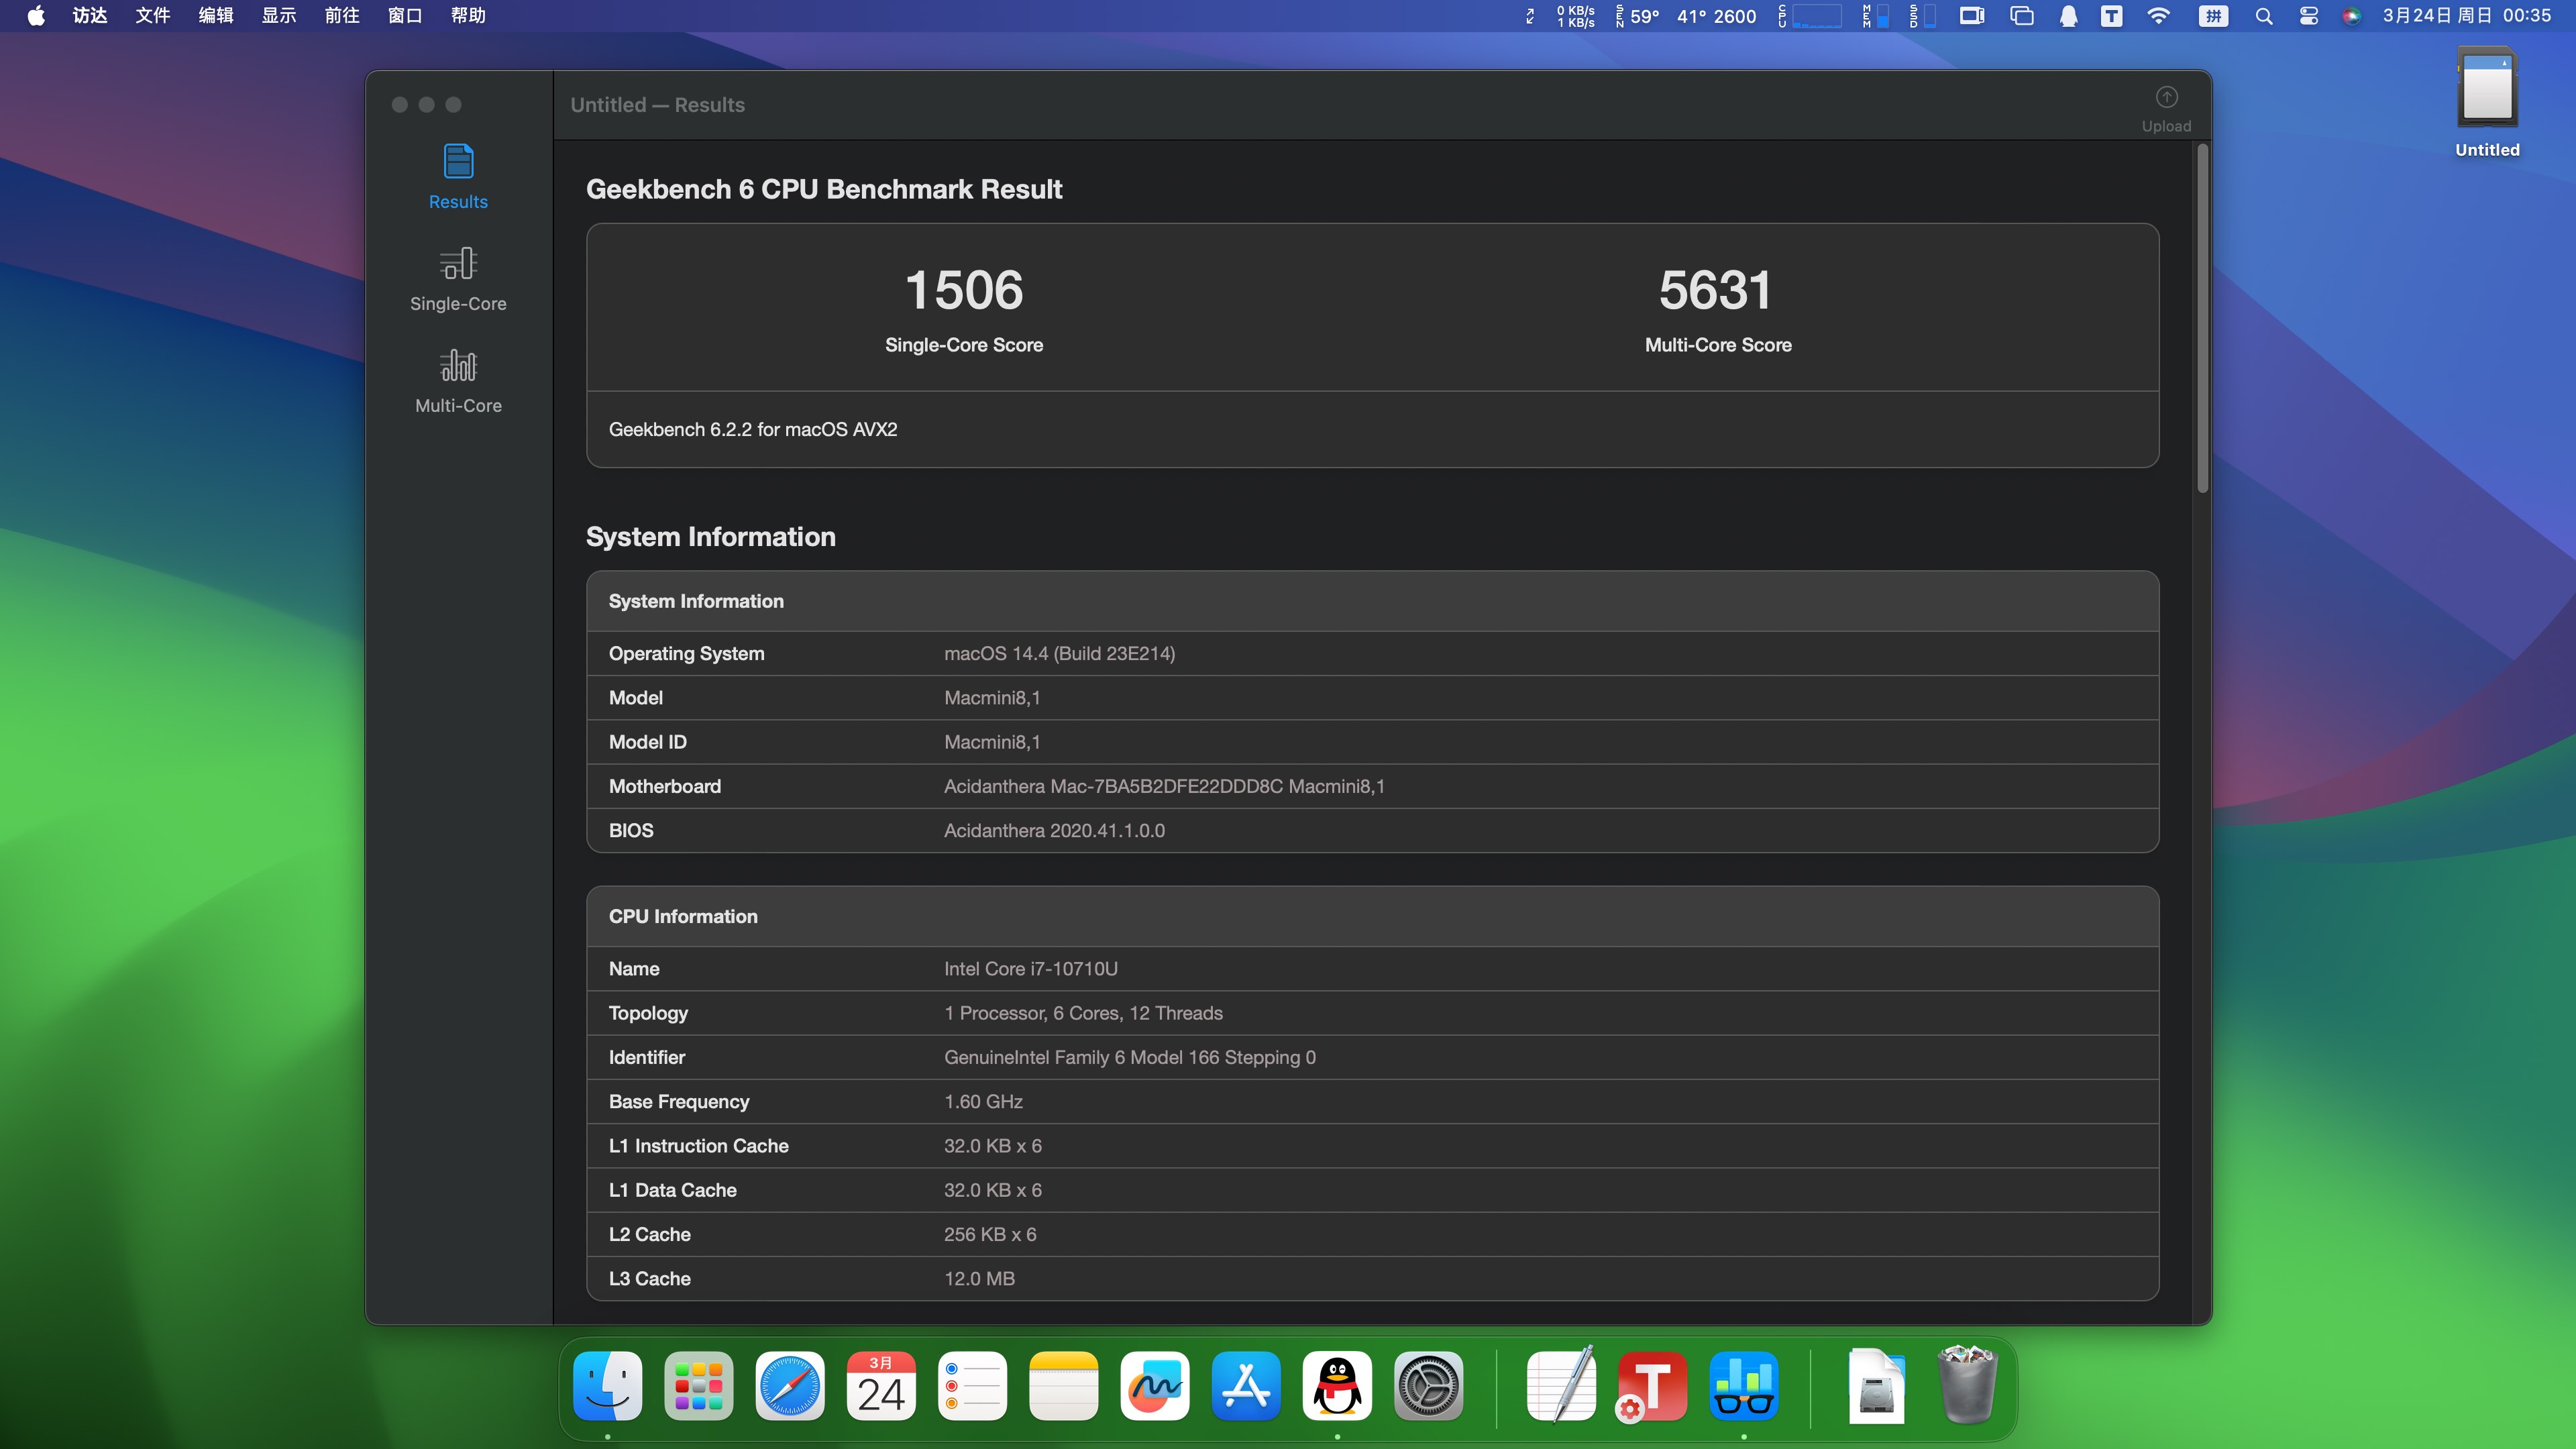 访达 文件 编辑 显示 前往 窗口 帮助
0 KB/s
1 KB/s
SEN 59° 41° 2600 CPU MEM SSD T 拼 3月24日 周日 00:35
Untitled — Results
Upload
Untitled
Results
Single-Core
Multi-Core
Geekbench 6 CPU Benchmark Result
1506 5631
Single-Core Score Multi-Core Score
Geekbench 6.2.2 for macOS AVX2
System Information
System Information
Operating System macOS 14.4 (Build 23E214)
Model Macmini8,1
Model ID Macmini8,1
Motherboard Acidanthera Mac-7BA5B2DFE22DDD8C Macmini8,1
BIOS Acidanthera 2020.41.1.0.0
CPU Information
Name Intel Core i7-10710U
Topology 1 Processor, 6 Cores, 12 Threads
Identifier GenuineIntel Family 6 Model 166 Stepping 0
Base Frequency 1.60 GHz
L1 Instruction Cache 32.0 KB x 6
L1 Data Cache 32.0 KB x 6
L2 Cache 256 KB x 6
L3 Cache 12.0 MB
3月
24
T